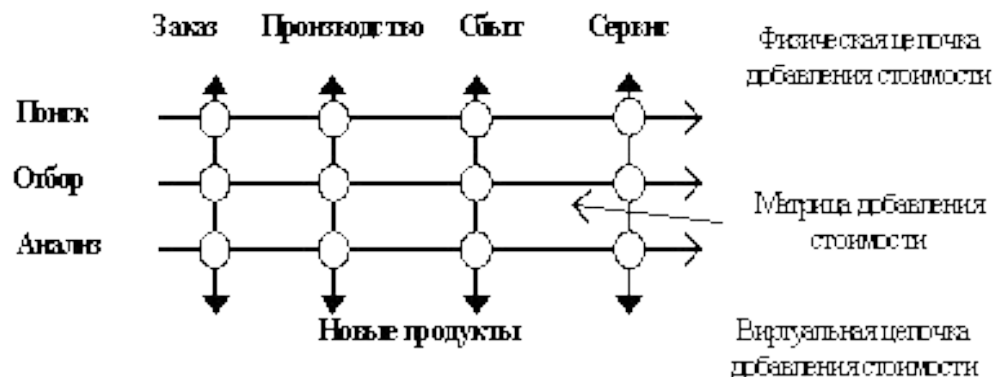 Заказ Производство Сбыт Сервис
Физическая цепочка
добавления стоимости
Поиск
Отбор
Матрица добавления
стоимости
Анализ
Новые продукты
Виртуальная цепочка
добавления стоимости